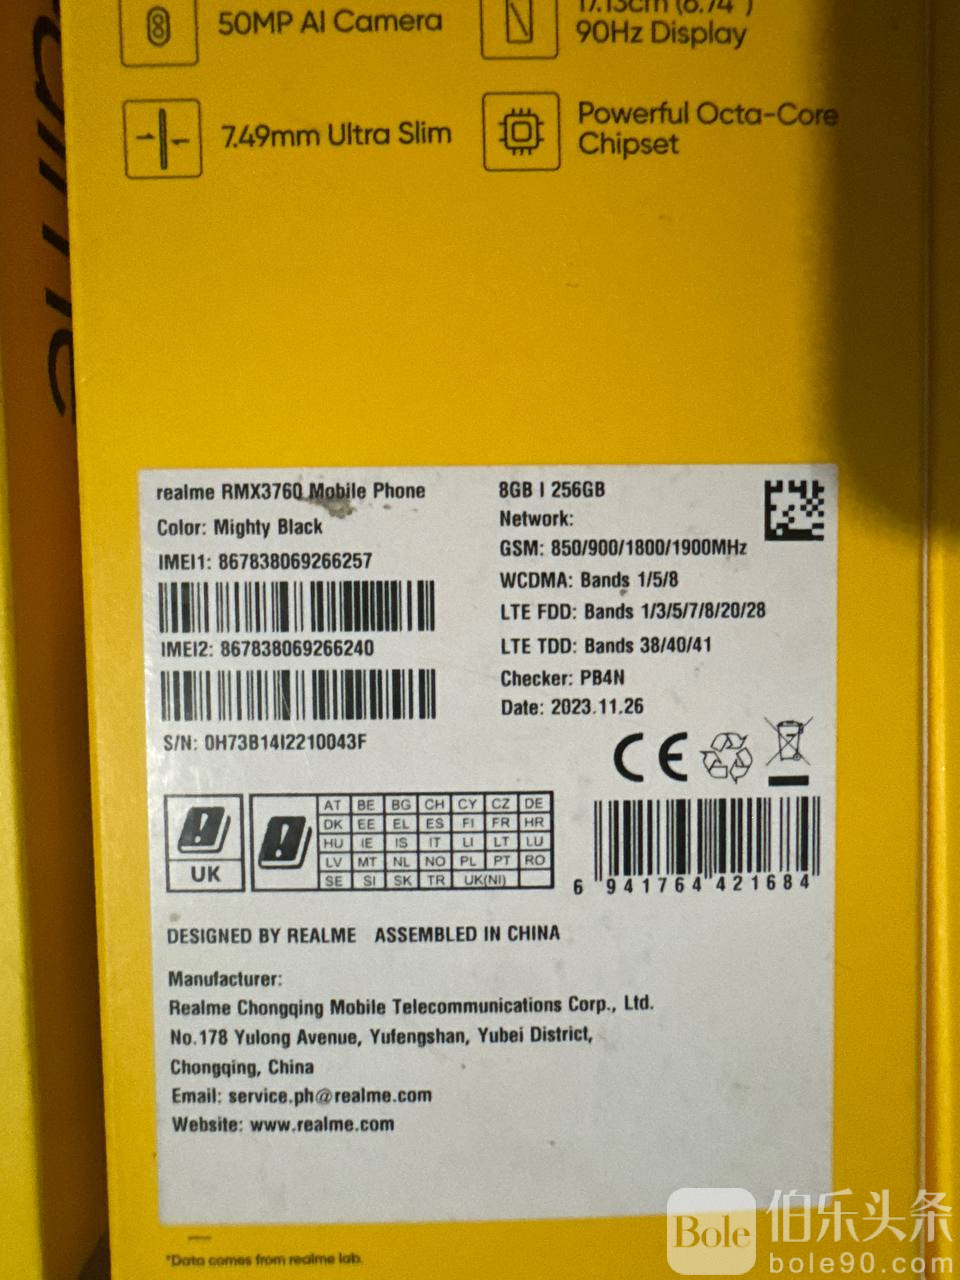 50MP AI Camera
17.13cm (6.74")
90Hz Display
7.49mm Ultra Slim
Powerful Octa-Core
Chipset
realme RMX3760 Mobile Phone
Color: Mighty Black
IMEI1: 867838069266257
IMEI2: 867838069266240
S/N: 0H73B14I2210043F
8GB | 256GB
Network:
GSM: 850/900/1800/1900MHz
WCDMA: Bands 1/5/8
LTE FDD: Bands 1/3/5/7/8/20/28
LTE TDD: Bands 38/40/41
Checker: PB4N
Date: 2023.11.26
CE
UK
AT BE BG CH CY CZ DE
DK EE EL ES FI FR HR
HU IE IS IT LI LT LU
LV MT NL NO PL PT RO
SE SI SK TR UK(NI)
6 941764 421684
DESIGNED BY REALME ASSEMBLED IN CHINA
Manufacturer:
Realme Chongqing Mobile Telecommunications Corp., Ltd.
No.178 Yulong Avenue, Yufengshan, Yubei District,
Chongqing, China
Email: service.ph@realme.com
Website: www.realme.com
*Data comes from realme lab.
Bole 伯乐头条
bole90.com